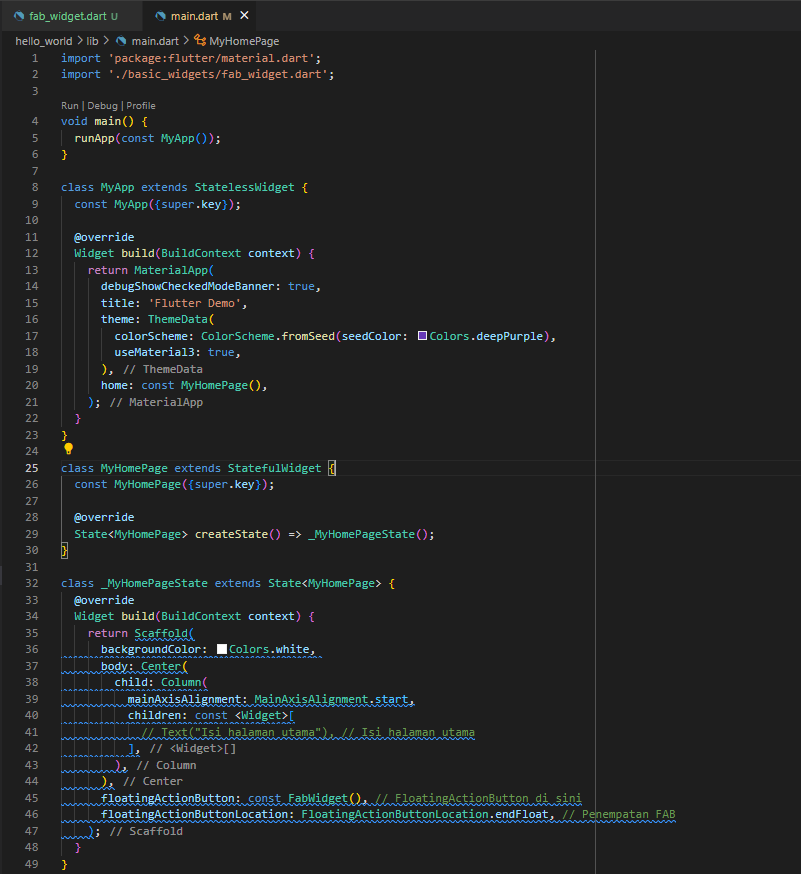 fab_widget.dart U main.dart M ×
hello_world > lib > main.dart > MyHomePage
1 import 'package:flutter/material.dart';
2 import './basic_widgets/fab_widget.dart';
3
Run | Debug | Profile
4 void main() {
5   runApp(const MyApp());
6 }
7
8 class MyApp extends StatelessWidget {
9   const MyApp({super.key});
10
11   @override
12   Widget build(BuildContext context) {
13     return MaterialApp(
14       debugShowCheckedModeBanner: true,
15       title: 'Flutter Demo',
16       theme: ThemeData(
17         colorScheme: ColorScheme.fromSeed(seedColor: Colors.deepPurple),
18         useMaterial3: true,
19       ), // ThemeData
20       home: const MyHomePage(),
21     ); // MaterialApp
22   }
23 }
24
25 class MyHomePage extends StatefulWidget {
26   const MyHomePage({super.key});
27
28   @override
29   State<MyHomePage> createState() => _MyHomePageState();
30 }
31
32 class _MyHomePageState extends State<MyHomePage> {
33   @override
34   Widget build(BuildContext context) {
35     return Scaffold(
36       backgroundColor: Colors.white,
37       body: Center(
38         child: Column(
39           mainAxisAlignment: MainAxisAlignment.start,
40           children: const <Widget>[
41             // Text("Isi halaman utama"), // Isi halaman utama
42           ], // <Widget>[]
43         ), // Column
44       ), // Center
45       floatingActionButton: const FabWidget(), // FloatingActionButton di sini
46       floatingActionButtonLocation: FloatingActionButtonLocation.endFloat, // Penempatan FAB
47     ); // Scaffold
48   }
49 }